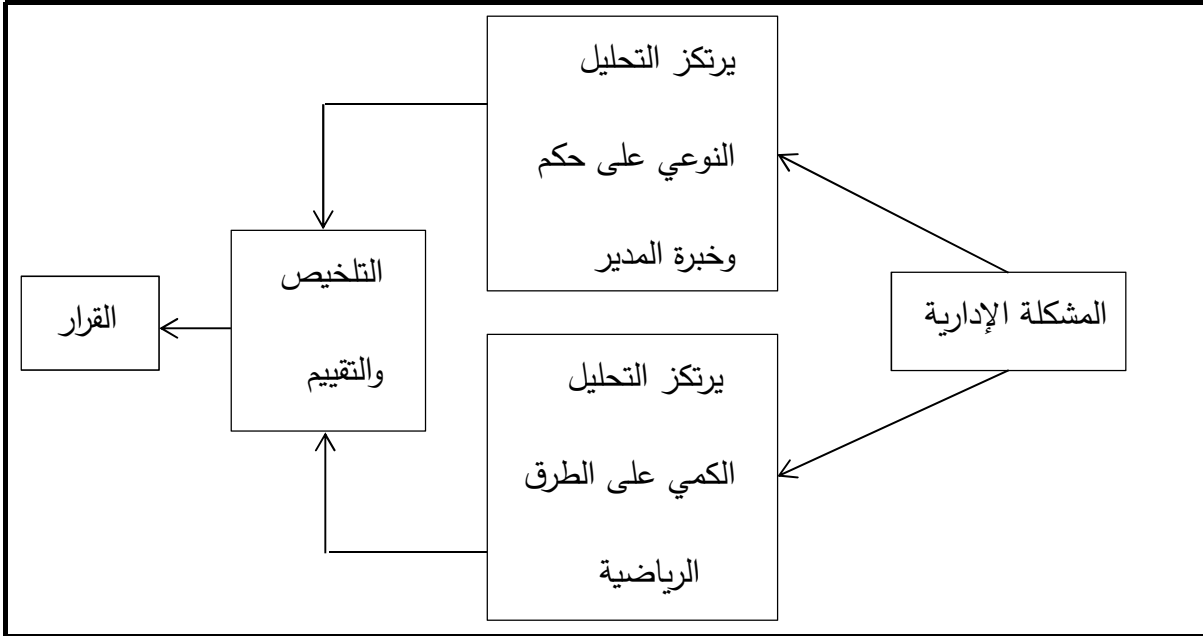 المشكلة الإدارية
يرتكز التحليل
النوعي على حكم
وخبرة المدير
يرتكز التحليل
الكمي على الطرق
الرياضية
التلخيص
والتقييم
القرار